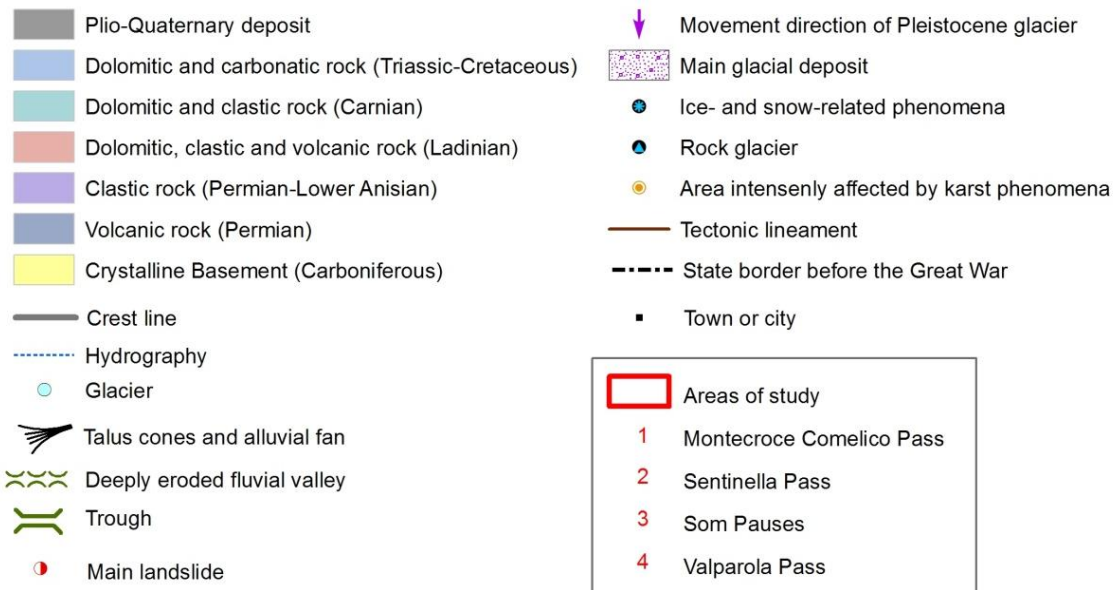 Plio-Quaternary deposit
Dolomitic and carbonatic rock (Triassic-Cretaceous)
Dolomitic and clastic rock (Carnian)
Dolomitic, clastic and volcanic rock (Ladinian)
Clastic rock (Permian-Lower Anisian)
Volcanic rock (Permian)
Crystalline Basement (Carboniferous)
Crest line
Hydrography
Glacier
Talus cones and alluvial fan
Deeply eroded fluvial valley
Trough
Main landslide
Movement direction of Pleistocene glacier
Main glacial deposit
Ice- and snow-related phenomena
Rock glacier
Area intensenly affected by karst phenomena
Tectonic lineament
State border before the Great War
Town or city
Areas of study
1 Montecroce Comelico Pass
2 Sentinella Pass
3 Som Pauses
4 Valparola Pass